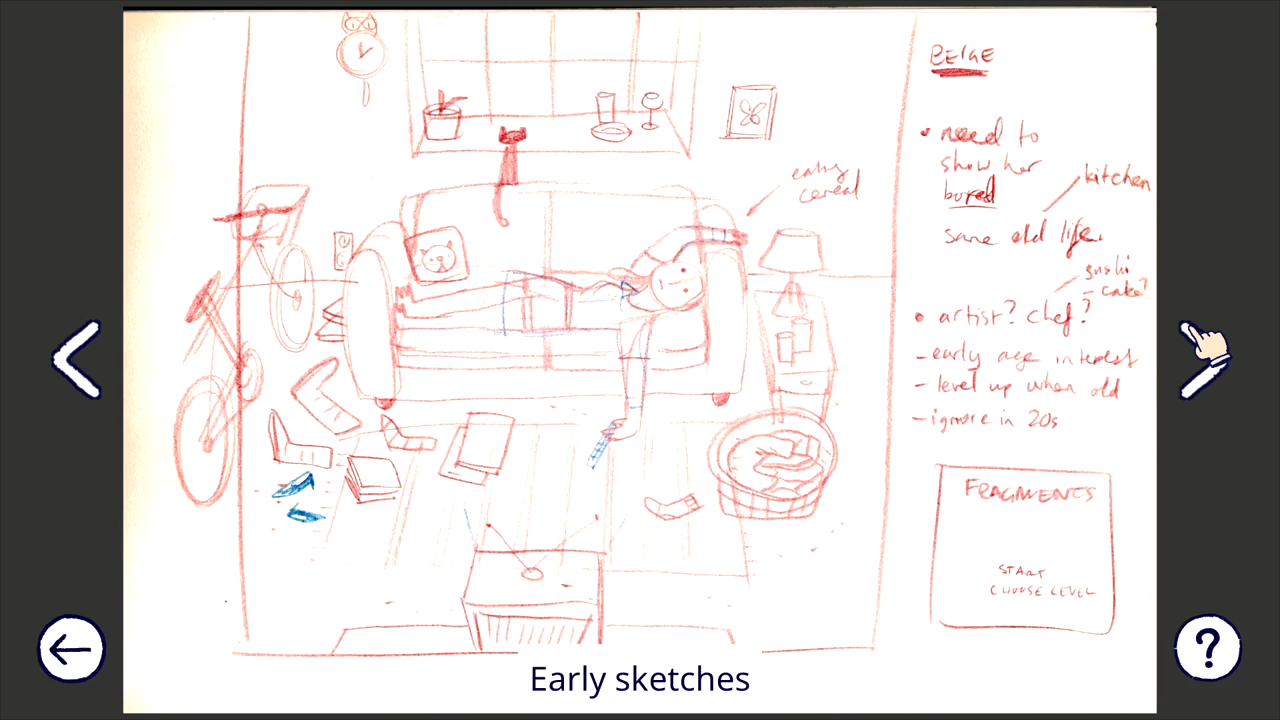 BEIGE
• need to
show her
bored
kitchen
same old life.
eating
cereal
sushi
- cake?
• artist? chef?
- early age interest
- level up when old
- ignore in 20s
FRAGMENTS
START
CHOOSE LEVEL
Early sketches
?